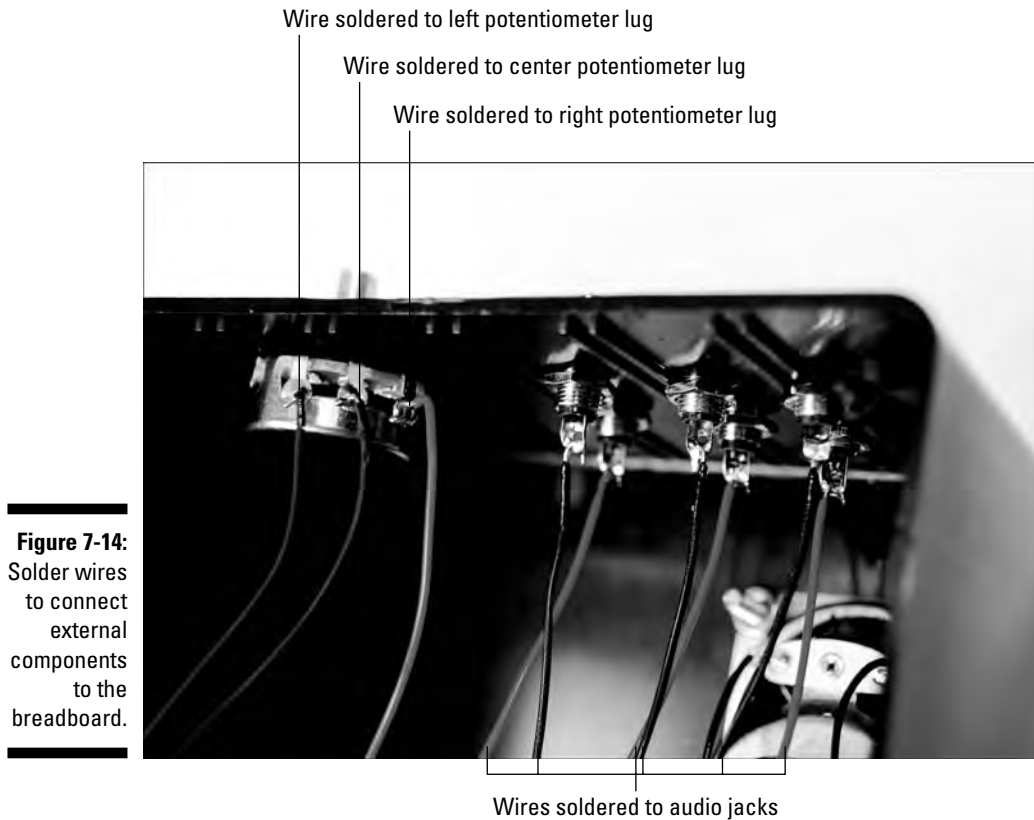 Wire soldered to left potentiometer lug
Wire soldered to center potentiometer lug
Wire soldered to right potentiometer lug
Figure 7-14:
Solder wires
to connect
external
components
to the
breadboard.
Wires soldered to audio jacks